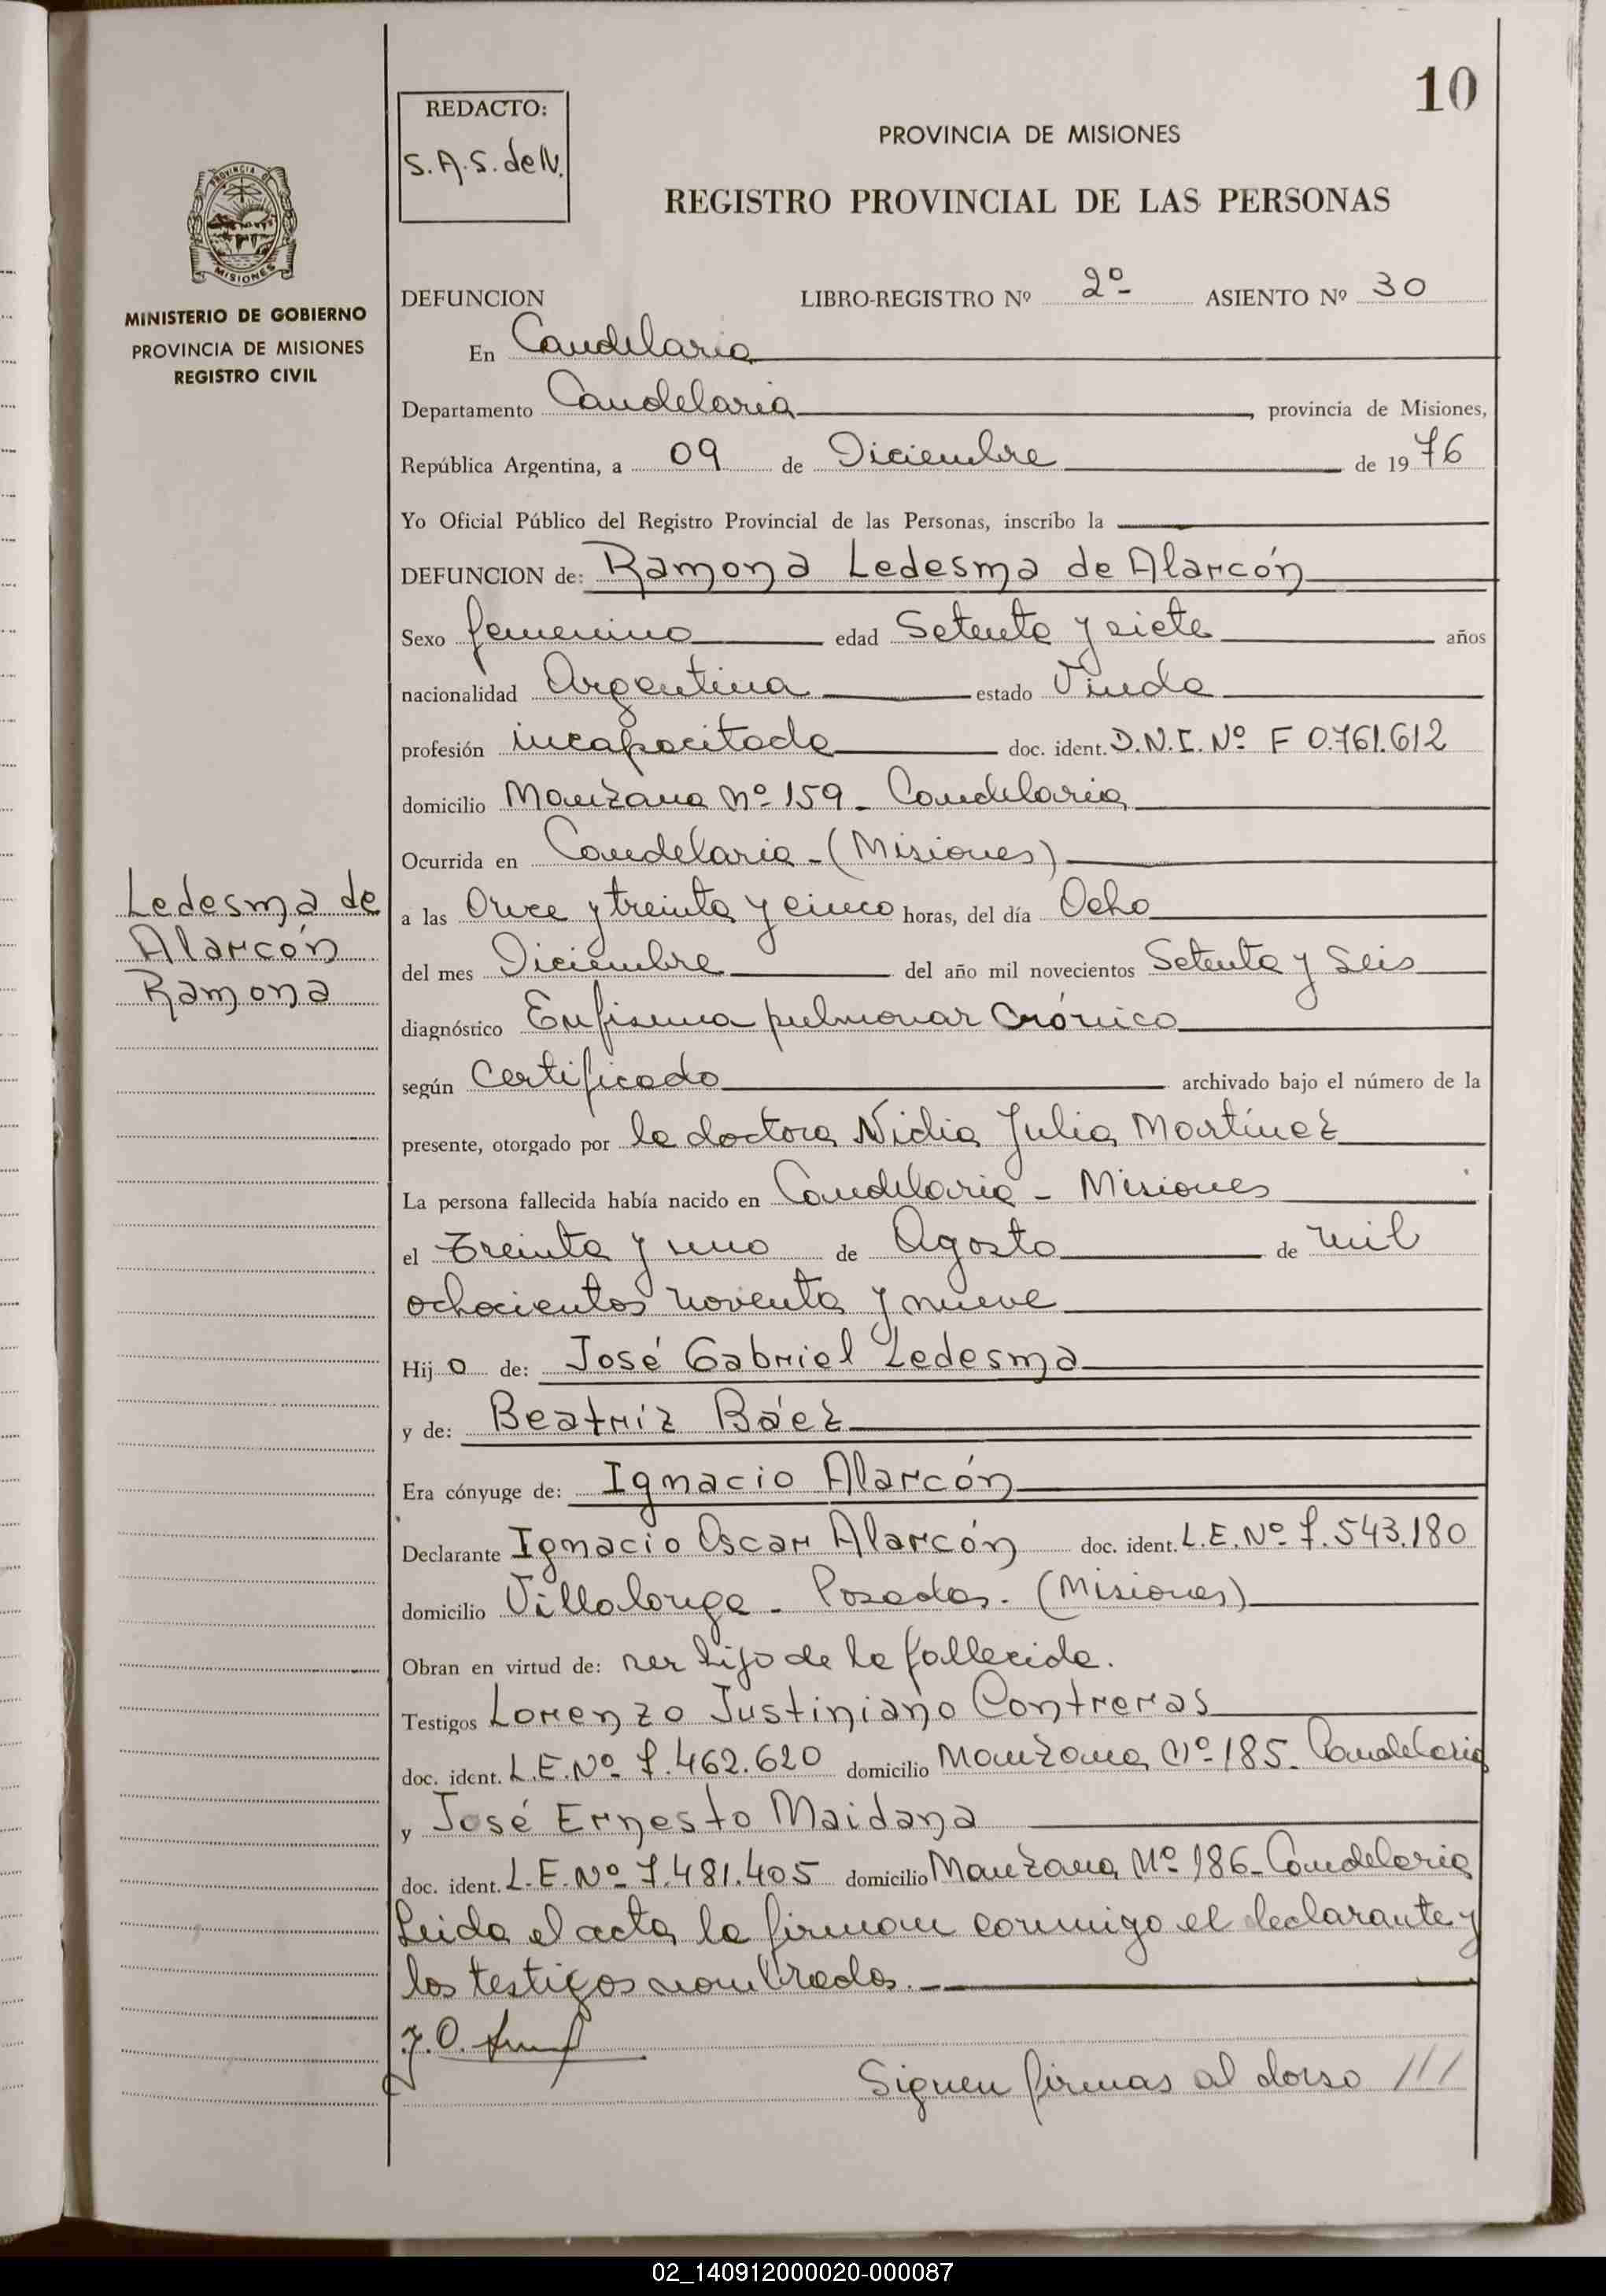 10
REDACTO:
S.A.S. de N.
PROVINCIA DE MISIONES
REGISTRO PROVINCIAL DE LAS PERSONAS
PROVINCIA DE
MISIONES
MINISTERIO DE GOBIERNO
PROVINCIA DE MISIONES
REGISTRO CIVIL
DEFUNCION LIBRO-REGISTRO Nº 2º ASIENTO Nº 30
En Candelaria
Departamento Candelaria, provincia de Misiones,
República Argentina, a 09 de Diciembre de 1976
Yo Oficial Público del Registro Provincial de las Personas, inscribo la
DEFUNCION de: Ramona Ledesma de Alarcón
Sexo femenino edad Setenta y siete años
nacionalidad Argentina estado Viuda
profesión incapacitada doc. ident. D.N.I. Nº F 0.761.612
domicilio Manzana Nº 159 - Candelaria
Ocurrida en Candelaria - (Misiones)
Ledesma de
Alarcón
Ramona
a las Once y treinta y cinco horas, del día Ocho
del mes Diciembre del año mil novecientos Setenta y Seis
diagnóstico Enfisema pulmonar crónico
según Certificado archivado bajo el número de la
presente, otorgado por la doctora Nidia Julia Martínez
La persona fallecida había nacido en Candelaria - Misiones
el Treinta y uno de Agosto de mil
ochocientos noventa y nueve
Hijo de: José Gabriel Ledesma
y de: Beatriz Báez
Era cónyuge de: Ignacio Alarcón
Declarante Ignacio Oscar Alarcón doc. ident. L.E. Nº 7.543.180
domicilio Villalonga - Posadas. (Misiones)
Obran en virtud de: ser hijo de la fallecida.
Testigos Lorenzo Justiniano Contreras
doc. ident. L.E. Nº 7.462.620 domicilio Manzana Nº 185 - Candelaria
y José Ernesto Maidana
doc. ident. L.E. Nº 7.481.405 domicilio Manzana Nº 186 - Candelaria
Leida el acta, la firman conmigo el declarante y
los testigos nombrados. -
Siguen firmas al dorso ///
02_140912000020-000087